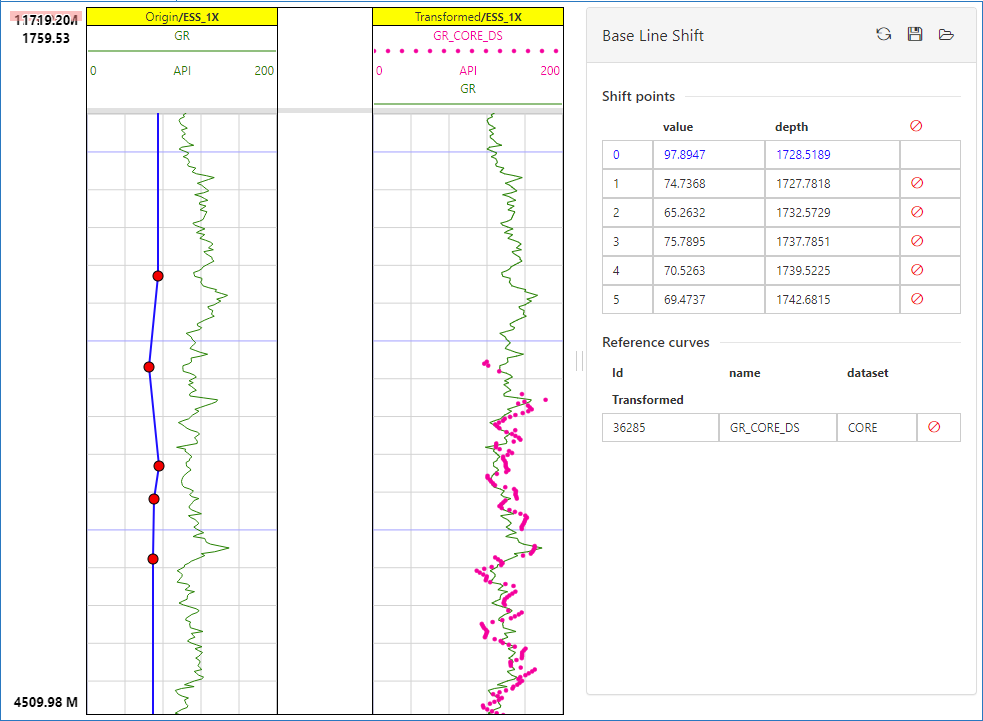 11719.20M
1759.53
Origin/ESS_1X
GR
0 API 200
Transformed/ESS_1X
GR_CORE_DS
0 API 200
GR
4509.98 M
Base Line Shift
Shift points
value depth
0 97.8947 1728.5189
1 74.7368 1727.7818
2 65.2632 1732.5729
3 75.7895 1737.7851
4 70.5263 1739.5225
5 69.4737 1742.6815
Reference curves
Id name dataset
Transformed
36285 GR_CORE_DS CORE